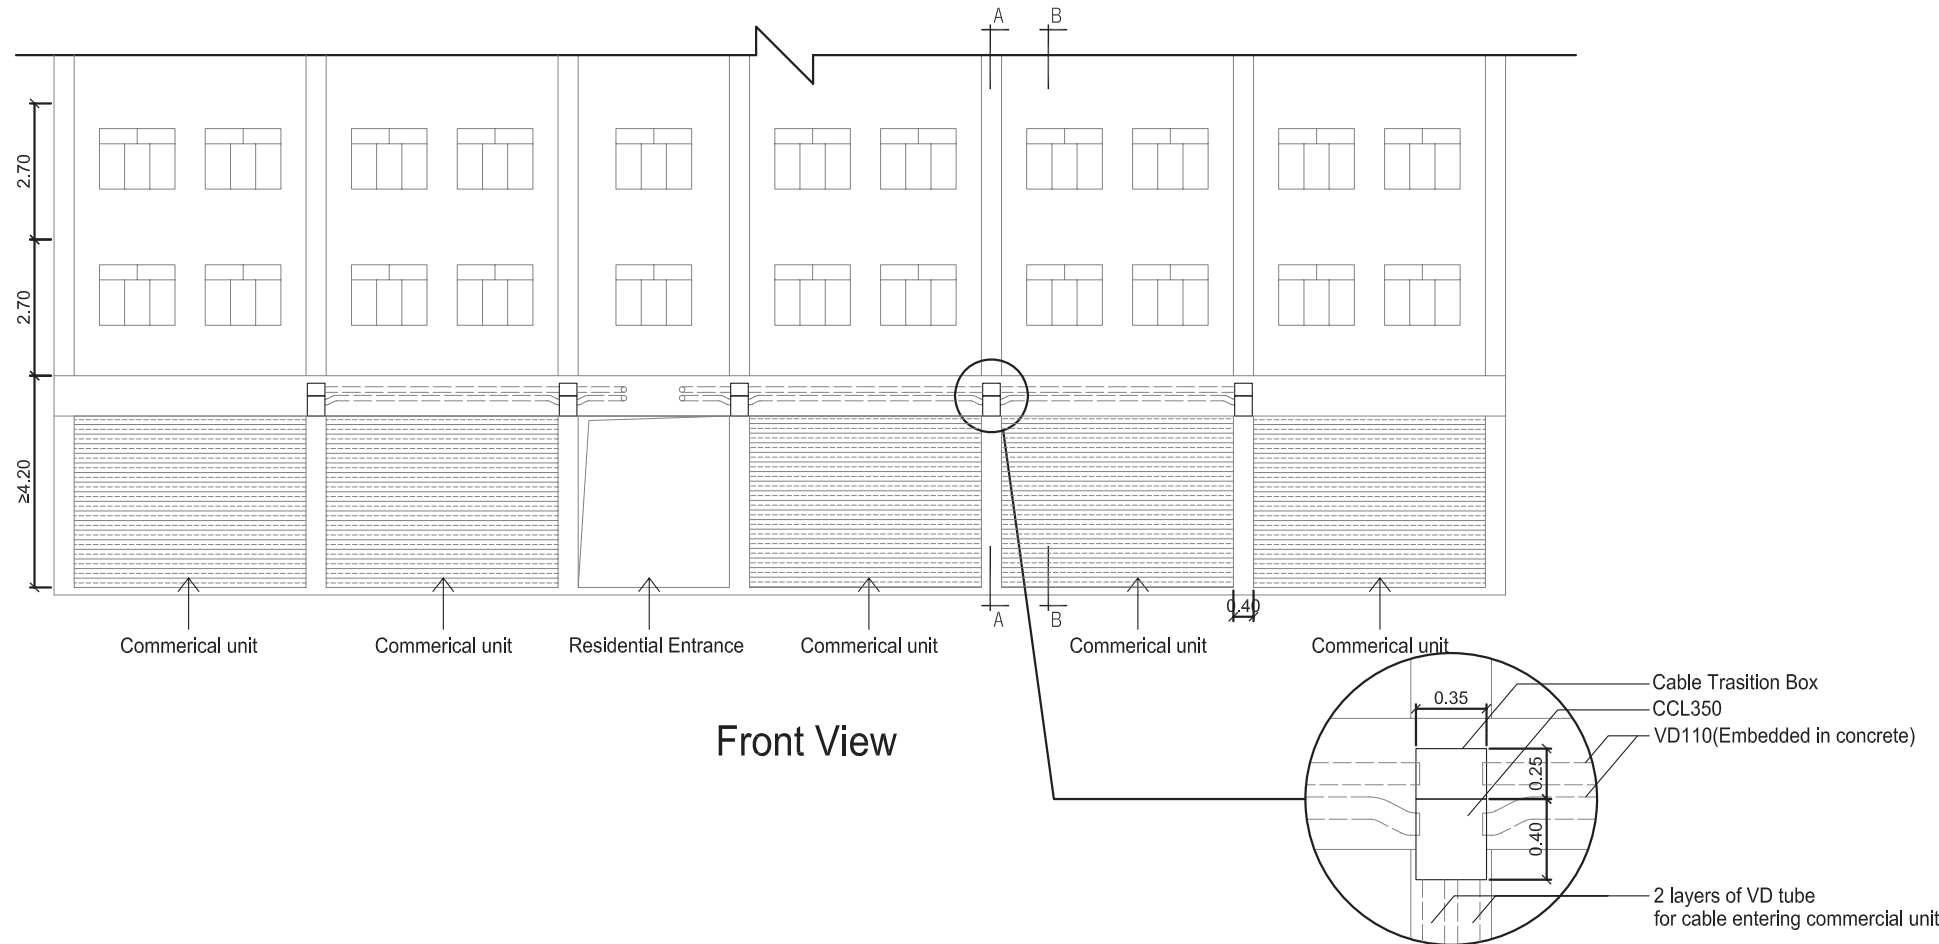 A B
2.70
2.70
≥4.20
A B
0.40
Commerical unit Commerical unit Residential Entrance Commerical unit Commerical unit Commerical unit
Front View
0.35
Cable Trasition Box
CCL350
VD110(Embedded in concrete)
0.25
0.40
2 layers of VD tube
for cable entering commercial unit